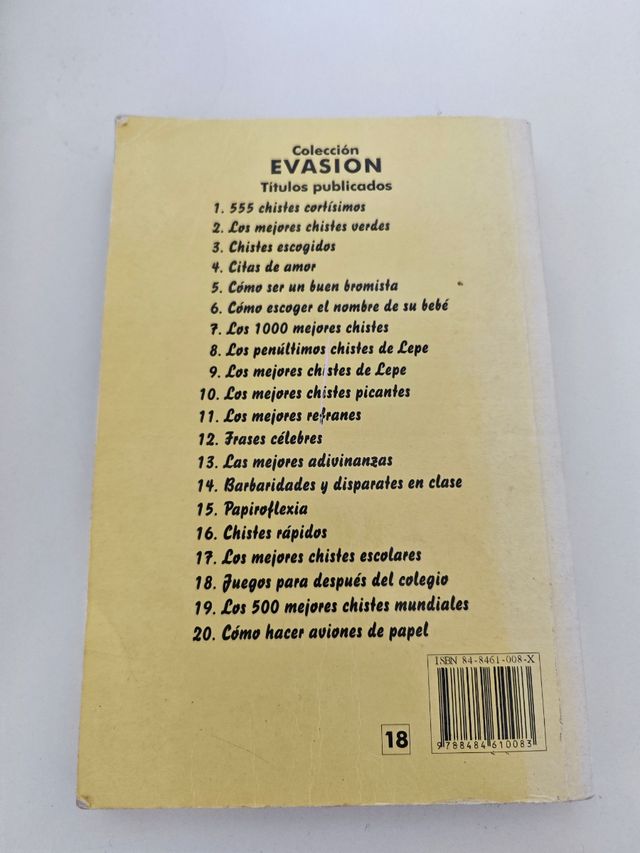 Colección
EVASION
Títulos publicados
1. 555 chistes cortísimos
2. Los mejores chistes verdes
3. Chistes escogidos
4. Citas de amor
5. Cómo ser un buen bromista
6. Cómo escoger el nombre de su bebé
7. Los 1000 mejores chistes
8. Los penúltimos chistes de Lepe
9. Los mejores chistes de Lepe
10. Los mejores chistes picantes
11. Los mejores refranes
12. Frases célebres
13. Las mejores adivinanzas
14. Barbaridades y disparates en clase
15. Papiroflexia
16. Chistes rápidos
17. Los mejores chistes escolares
18. Juegos para después del colegio
19. Los 500 mejores chistes mundiales
20. Cómo hacer aviones de papel
ISBN 84-8461-008-X
18
9788484610083